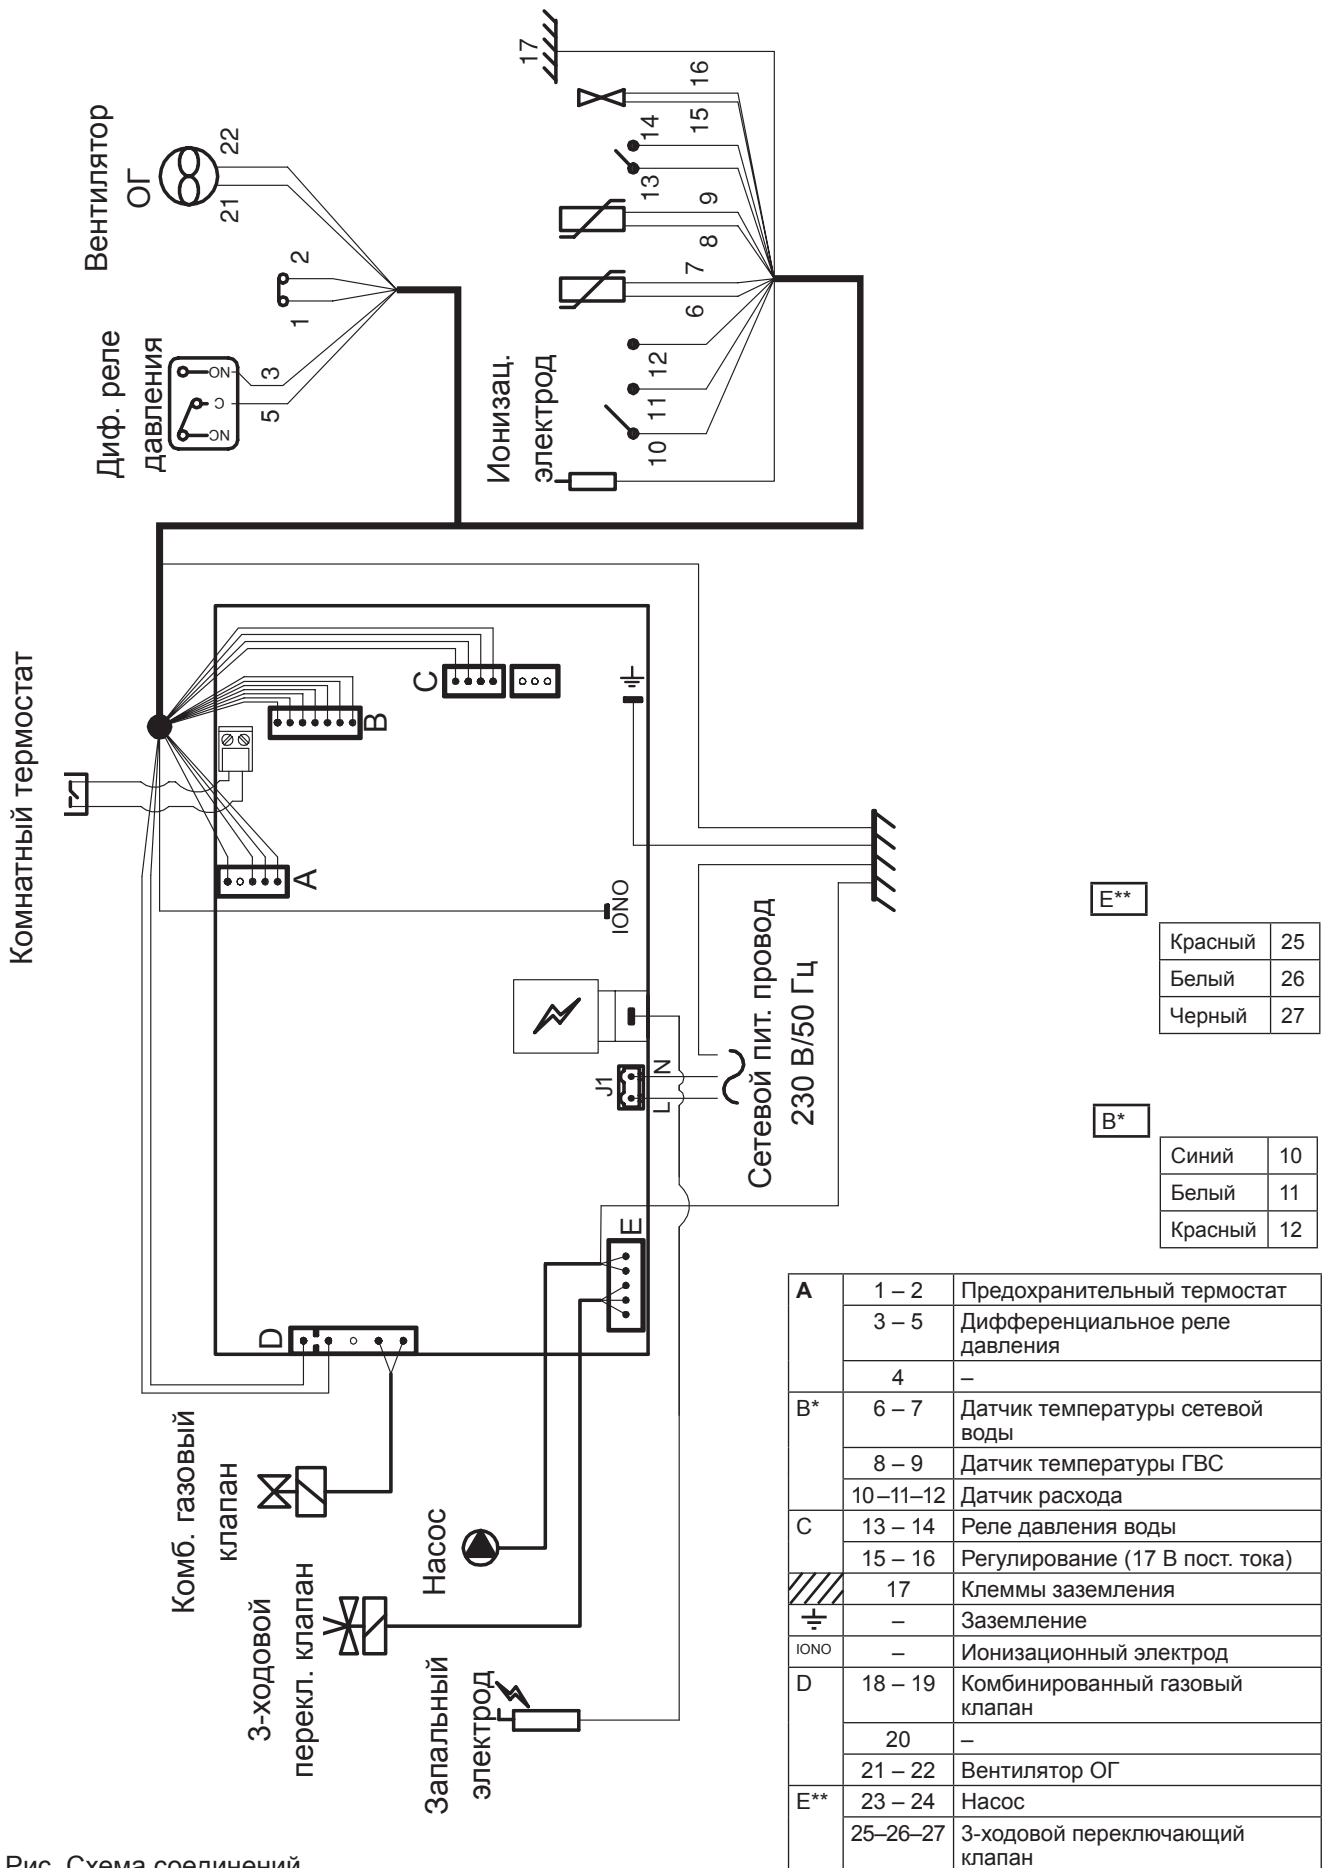 Комнатный термостат
Вентилятор
ОГ
21
22
Диф. реле
давления
NC
C
NO
5
3
1
2
Ионизац.
электрод
10
11
12
6
7
8
9
13
14
15
16
17
A
B
C
IONO
J1
L
N
Сетевой пит. провод
230 В/50 Гц
D
E
Комб. газовый
клапан
Насос
3-ходовой
перекл. клапан
Запальный
электрод
E**
Красный 25
Белый 26
Черный 27
B*
Синий 10
Белый 11
Красный 12
A 1 – 2 Предохранительный термостат
3 – 5 Дифференциальное реле
давления
4 –
B* 6 – 7 Датчик температуры сетевой
воды
8 – 9 Датчик температуры ГВС
10–11–12 Датчик расхода
C 13 – 14 Реле давления воды
15 – 16 Регулирование (17 В пост. тока)
17 Клеммы заземления
– Заземление
IONO – Ионизационный электрод
D 18 – 19 Комбинированный газовый
клапан
20 –
21 – 22 Вентилятор ОГ
E** 23 – 24 Насос
25–26–27 3-ходовой переключающий
клапан
Рис. Схема соединений